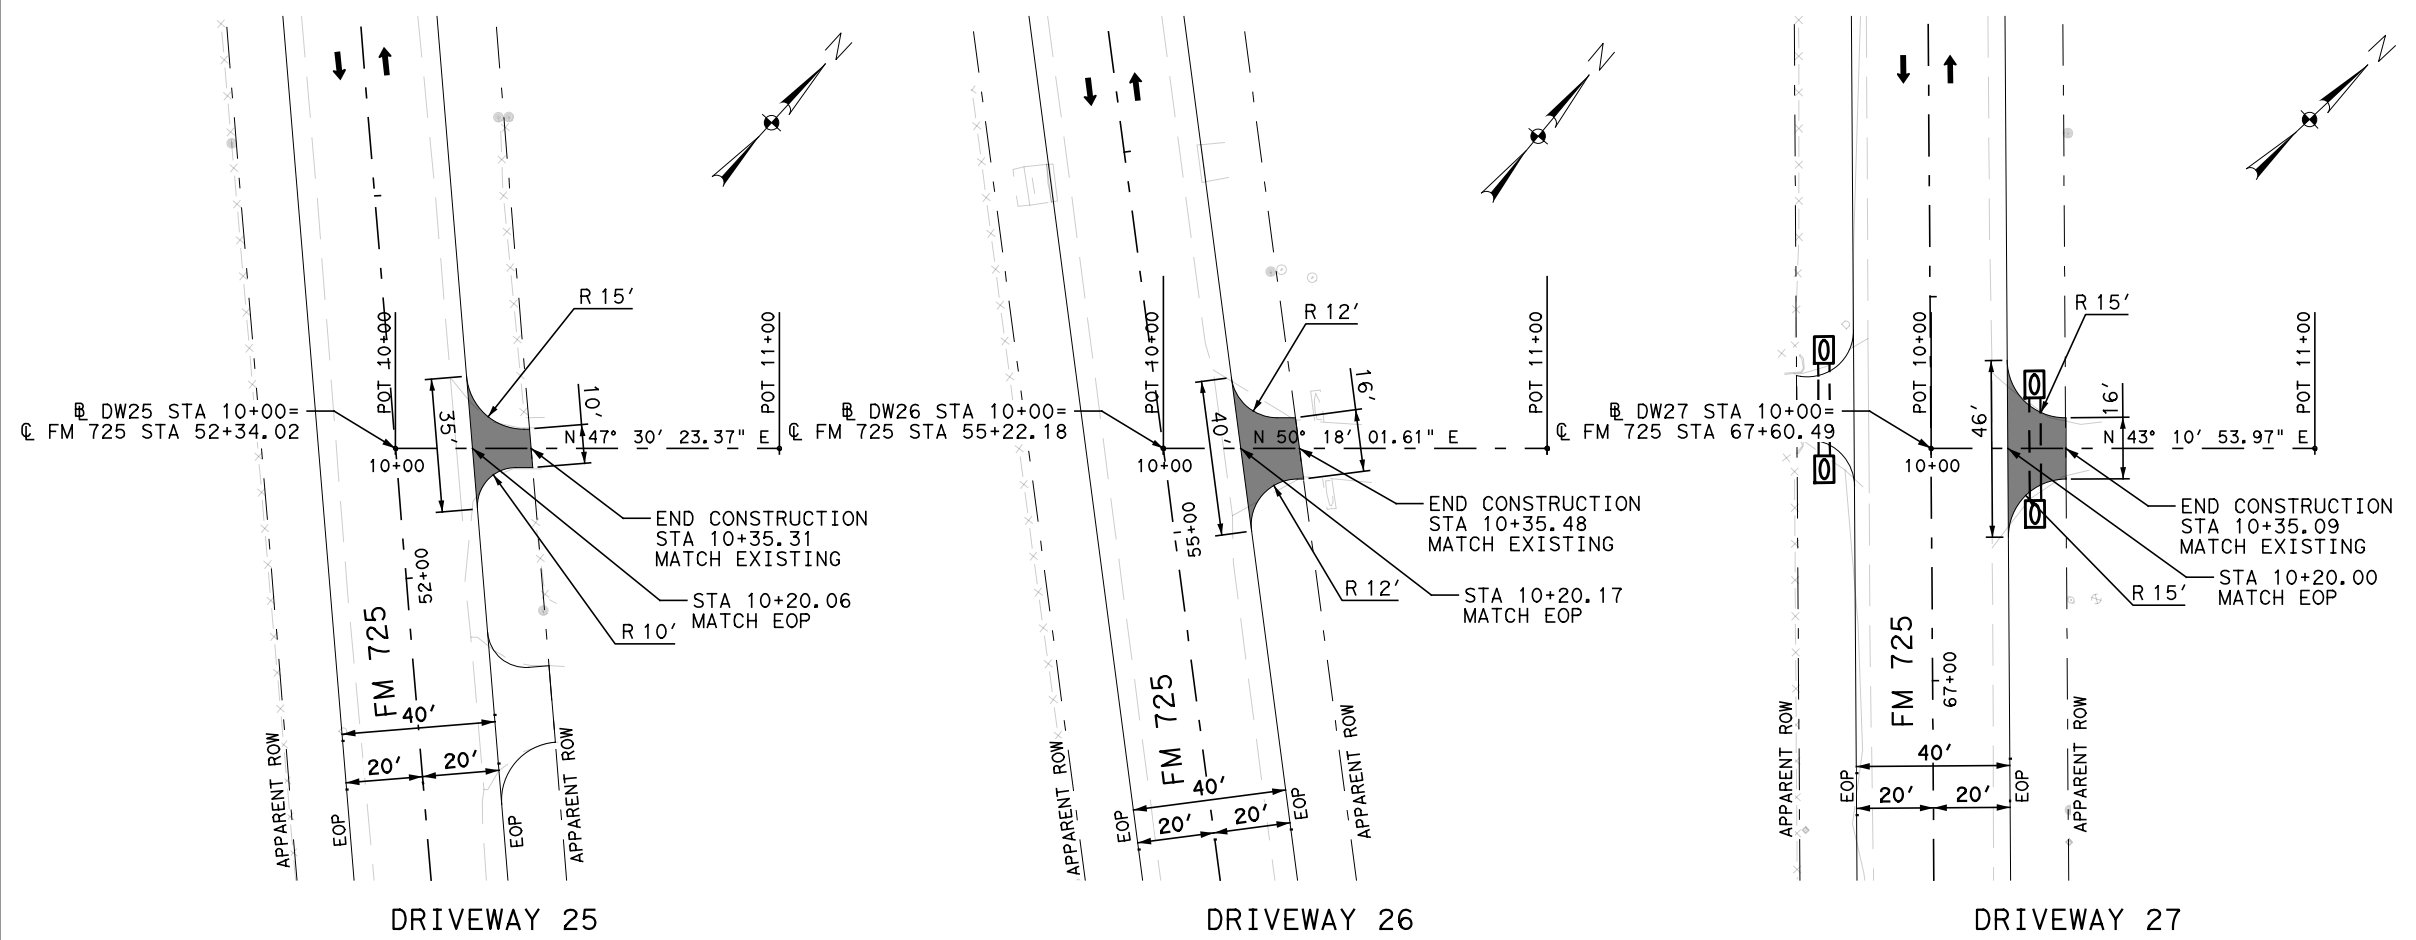 N
R 15'
POT 10+00
POT 11+00
10'
35'
℄ DW25 STA 10+00=
℄ FM 725 STA 52+34.02
N 47° 30' 23.37" E
10+00
END CONSTRUCTION
STA 10+35.31
MATCH EXISTING
52+00
STA 10+20.06
MATCH EOP
R 10'
FM 725
40'
20'
20'
APPARENT ROW
EOP
EOP
APPARENT ROW
DRIVEWAY 25
N
R 12'
POT 10+00
POT 11+00
16'
40'
℄ DW26 STA 10+00=
℄ FM 725 STA 55+22.18
N 50° 18' 01.61" E
10+00
END CONSTRUCTION
STA 10+35.48
MATCH EXISTING
55+00
R 12'
STA 10+20.17
MATCH EOP
FM 725
40'
20'
20'
APPARENT ROW
EOP
EOP
APPARENT ROW
DRIVEWAY 26
N
R 15'
POT 10+00
POT 11+00
16'
46'
℄ DW27 STA 10+00=
℄ FM 725 STA 67+60.49
N 43° 10' 53.97" E
10+00
END CONSTRUCTION
STA 10+35.09
MATCH EXISTING
STA 10+20.00
MATCH EOP
R 15'
FM 725
67+00
40'
20'
20'
APPARENT ROW
EOP
EOP
APPARENT ROW
DRIVEWAY 27